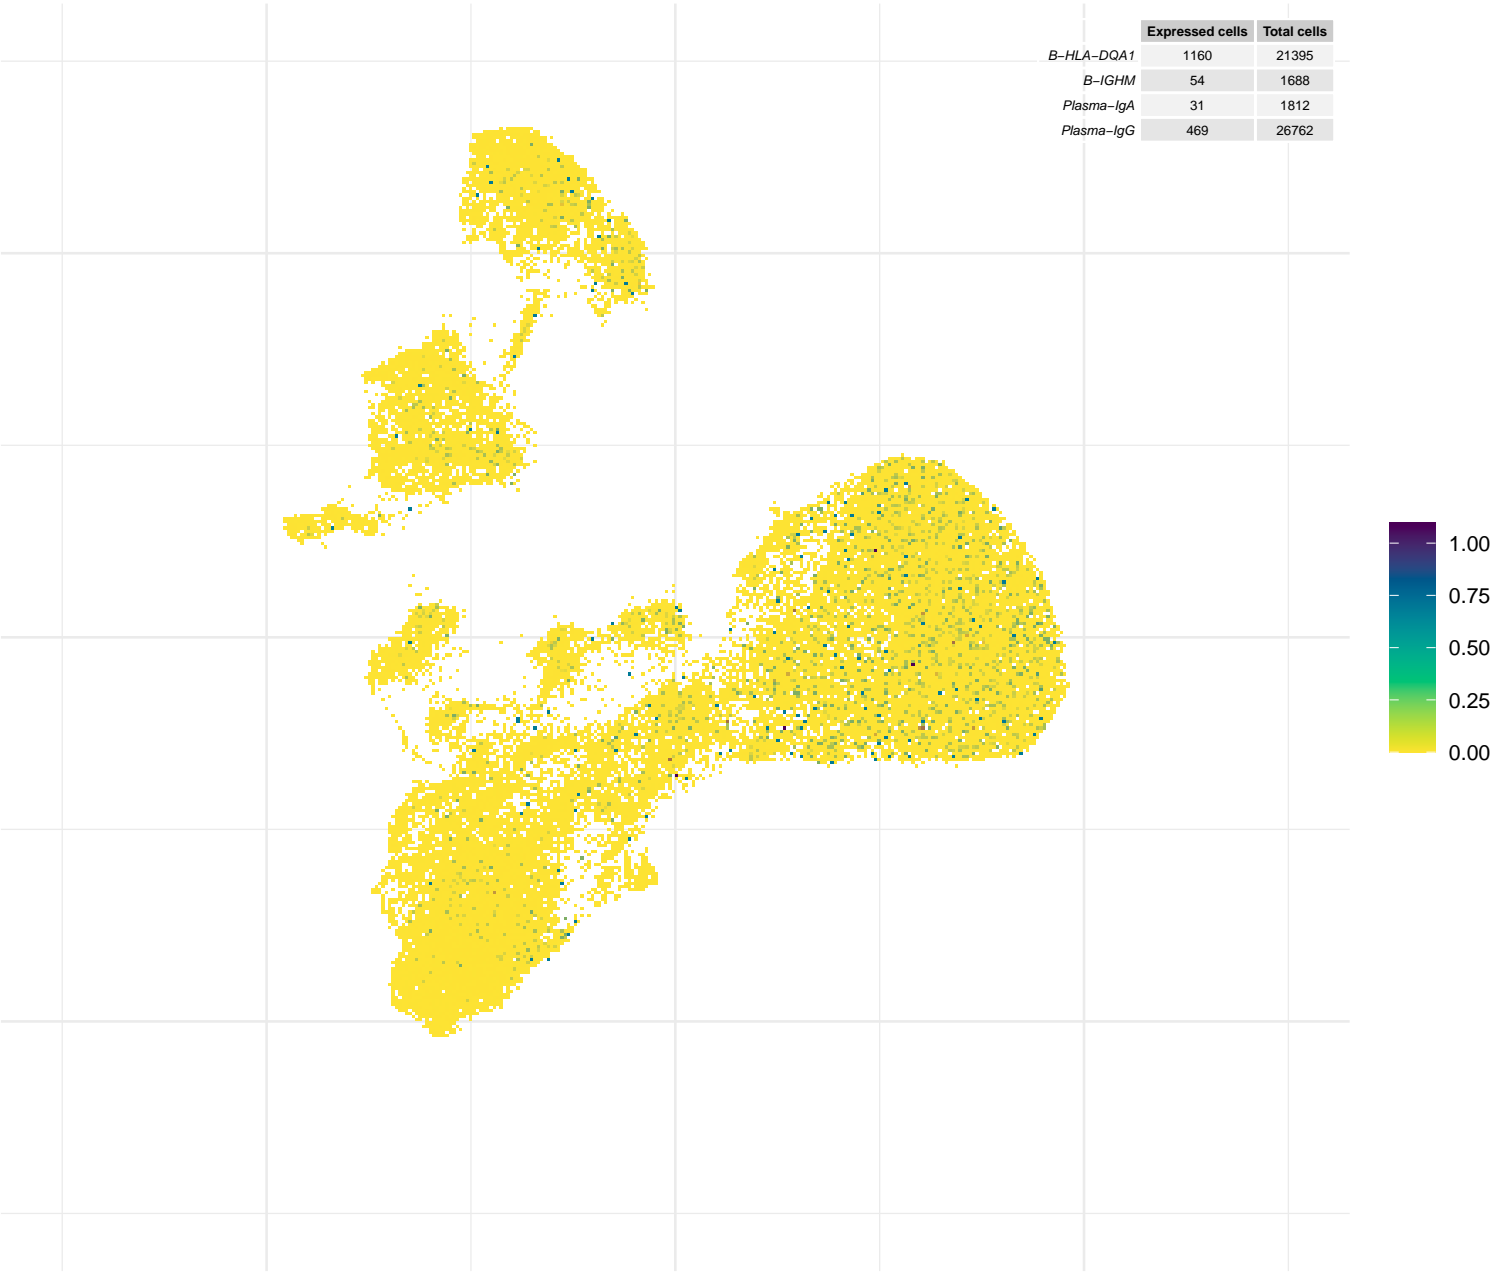 Expressed cells Total cells
B−HLA−DQA1 1160 21395
B−IGHM 54 1688
Plasma−IgA 31 1812
Plasma−IgG 469 26762
1.00
0.75
0.50
0.25
0.00